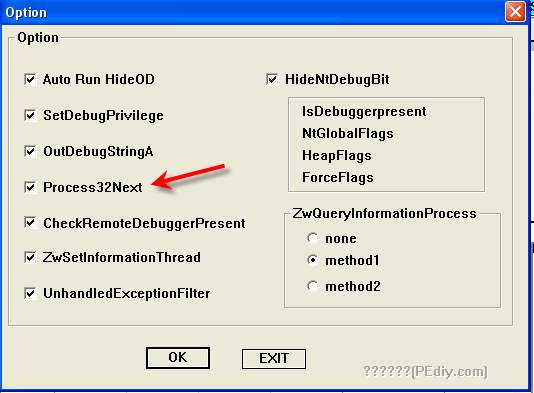 Option
Option
Auto Run HideOD
SetDebugPrivilege
OutDebugStringA
Process32Next
CheckRemoteDebuggerPresent
ZwSetInformationThread
UnhandledExceptionFilter
HideNtDebugBit
IsDebuggerpresent
NtGlobalFlags
HeapFlags
ForceFlags
ZwQueryInformationProcess
none
method1
method2
OK
EXIT
??????(PEdiy.com)